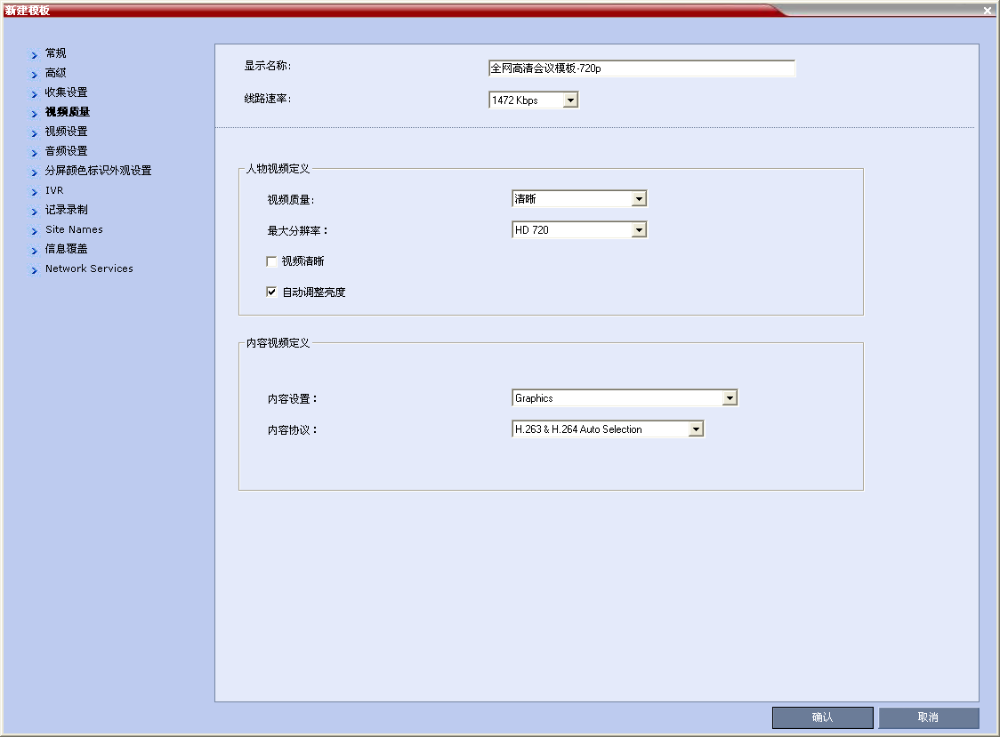 新建模板
常规
高级
收集设置
视频质量
视频设置
音频设置
分屏颜色标识外观设置
IVR
记录录制
Site Names
信息覆盖
Network Services
显示名称:
全网高清会议模板-720p
线路速率:
1472 Kbps
人物视频定义
视频质量:
清晰
最大分辨率：
HD 720
视频清晰
自动调整亮度
内容视频定义
内容设置：
Graphics
内容协议：
H.263 & H.264 Auto Selection
确认
取消